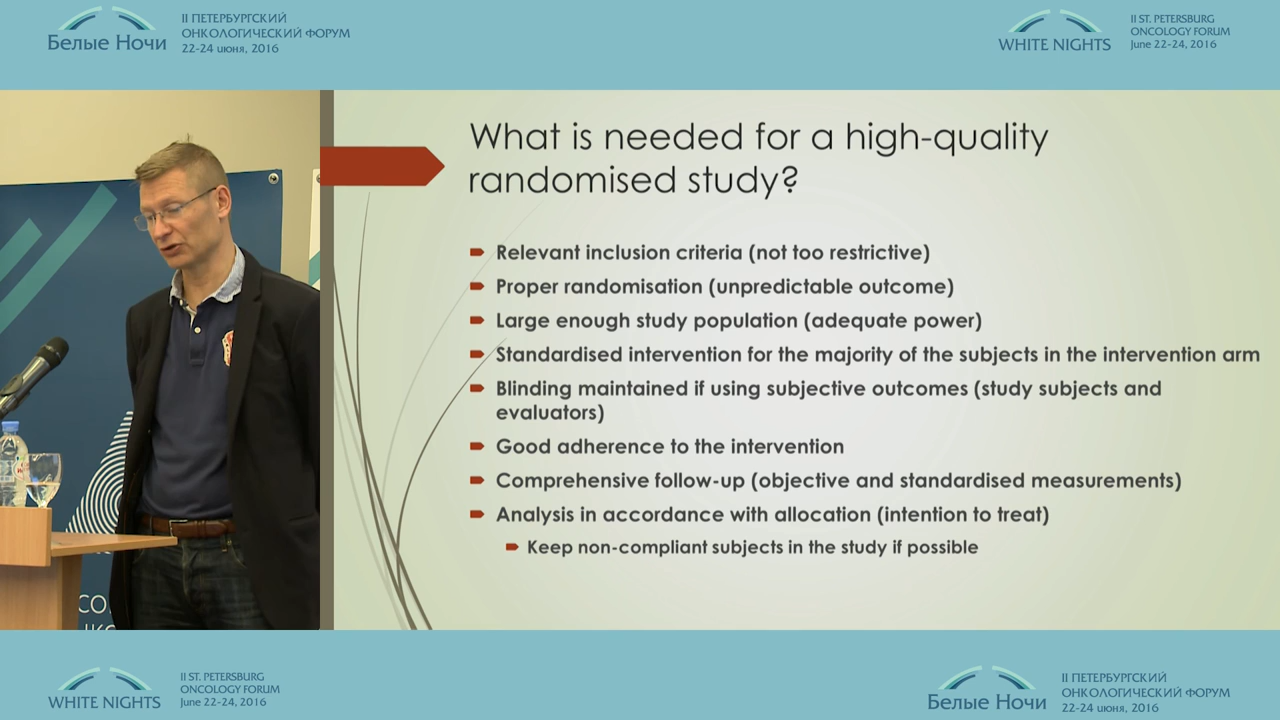 Белые Ночи
II ПЕТЕРБУРГСКИЙ
ОНКОЛОГИЧЕСКИЙ ФОРУМ
22-24 июня, 2016
WHITE NIGHTS
II ST. PETERSBURG
ONCOLOGY FORUM
June 22-24, 2016
What is needed for a high-quality
randomised study?
Relevant inclusion criteria (not too restrictive)
Proper randomisation (unpredictable outcome)
Large enough study population (adequate power)
Standardised intervention for the majority of the subjects in the intervention arm
Blinding maintained if using subjective outcomes (study subjects and
evaluators)
Good adherence to the intervention
Comprehensive follow-up (objective and standardised measurements)
Analysis in accordance with allocation (intention to treat)
Keep non-compliant subjects in the study if possible
WHITE NIGHTS
II ST. PETERSBURG
ONCOLOGY FORUM
June 22-24, 2016
Белые Ночи
II ПЕТЕРБУРГСКИЙ
ОНКОЛОГИЧЕСКИЙ ФОРУМ
22-24 июня, 2016